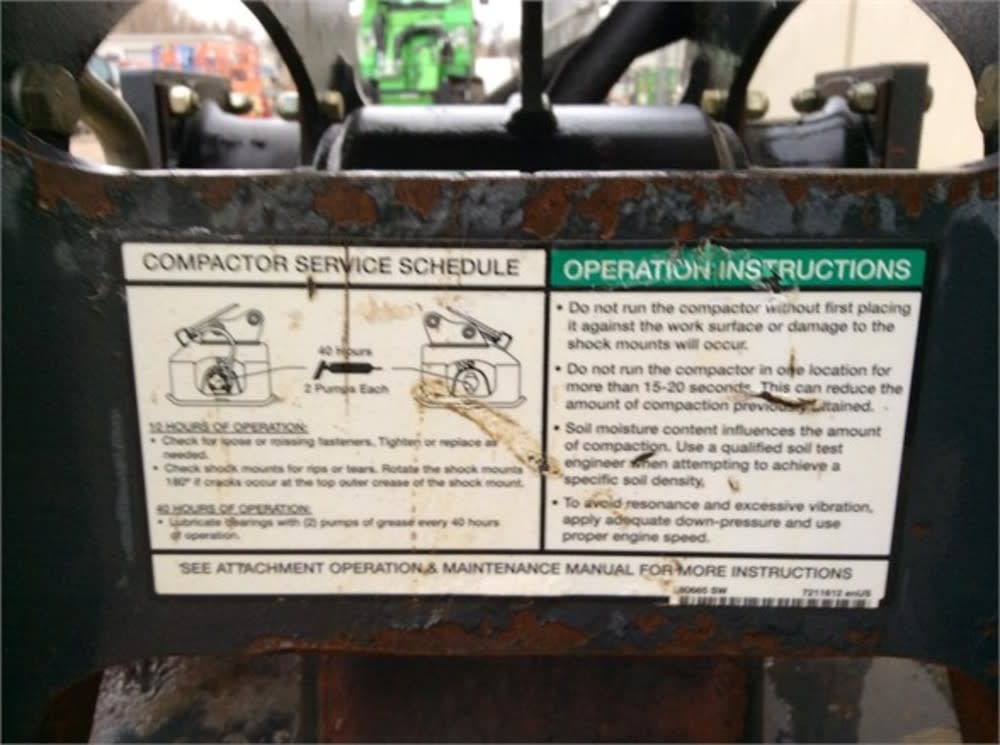 COMPACTOR SERVICE SCHEDULE
40 hours
2 Pumps Each
10 HOURS OF OPERATION:
• Check for loose or missing fasteners. Tighten or replace as
needed.
• Check shock mounts for rips or tears. Rotate the shock mounts
180° if cracks occur at the top outer crease of the shock mount.
40 HOURS OF OPERATION:
• Lubricate bearings with (2) pumps of grease every 40 hours
of operation.
OPERATION INSTRUCTIONS
• Do not run the compactor without first placing
it against the work surface or damage to the
shock mounts will occur.
• Do not run the compactor in one location for
more than 15-20 seconds. This can reduce the
amount of compaction previously attained.
• Soil moisture content influences the amount
of compaction. Use a qualified soil test
engineer when attempting to achieve a
specific soil density.
• To avoid resonance and excessive vibration,
apply adequate down-pressure and use
proper engine speed.
SEE ATTACHMENT OPERATION & MAINTENANCE MANUAL FOR MORE INSTRUCTIONS
SW
7211612 enUS